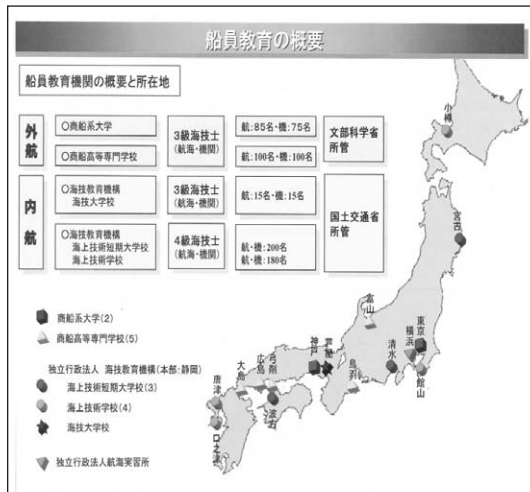 船員教育の概要
船員教育機関の概要と所在地
外航
〇商船系大学
〇商船高等専門学校
3級海技士
(航海・機関)
航:85名・機:75名
航:100名・機:100名
文部科学省
所管
内航
〇海技教育機構
海技大学校
3級海技士
(航海・機関)
航:15名・機:15名
〇海技教育機構
海上技術短期大学校
海上技術学校
4級海技士
(航海・機関)
航・機:200名
航・機:180名
国土交通省
所管
小樽
宮古
富山
東京
横浜
館山
清水
鳥羽
芦屋
神戸
弓削
広島
大島
波方
唐津
口之津
商船系大学(2)
商船高等専門学校(5)
独立行政法人 海技教育機構(本部:静岡)
海上技術短期大学校(3)
海上技術学校(4)
海技大学校
独立行政法人航海実習所